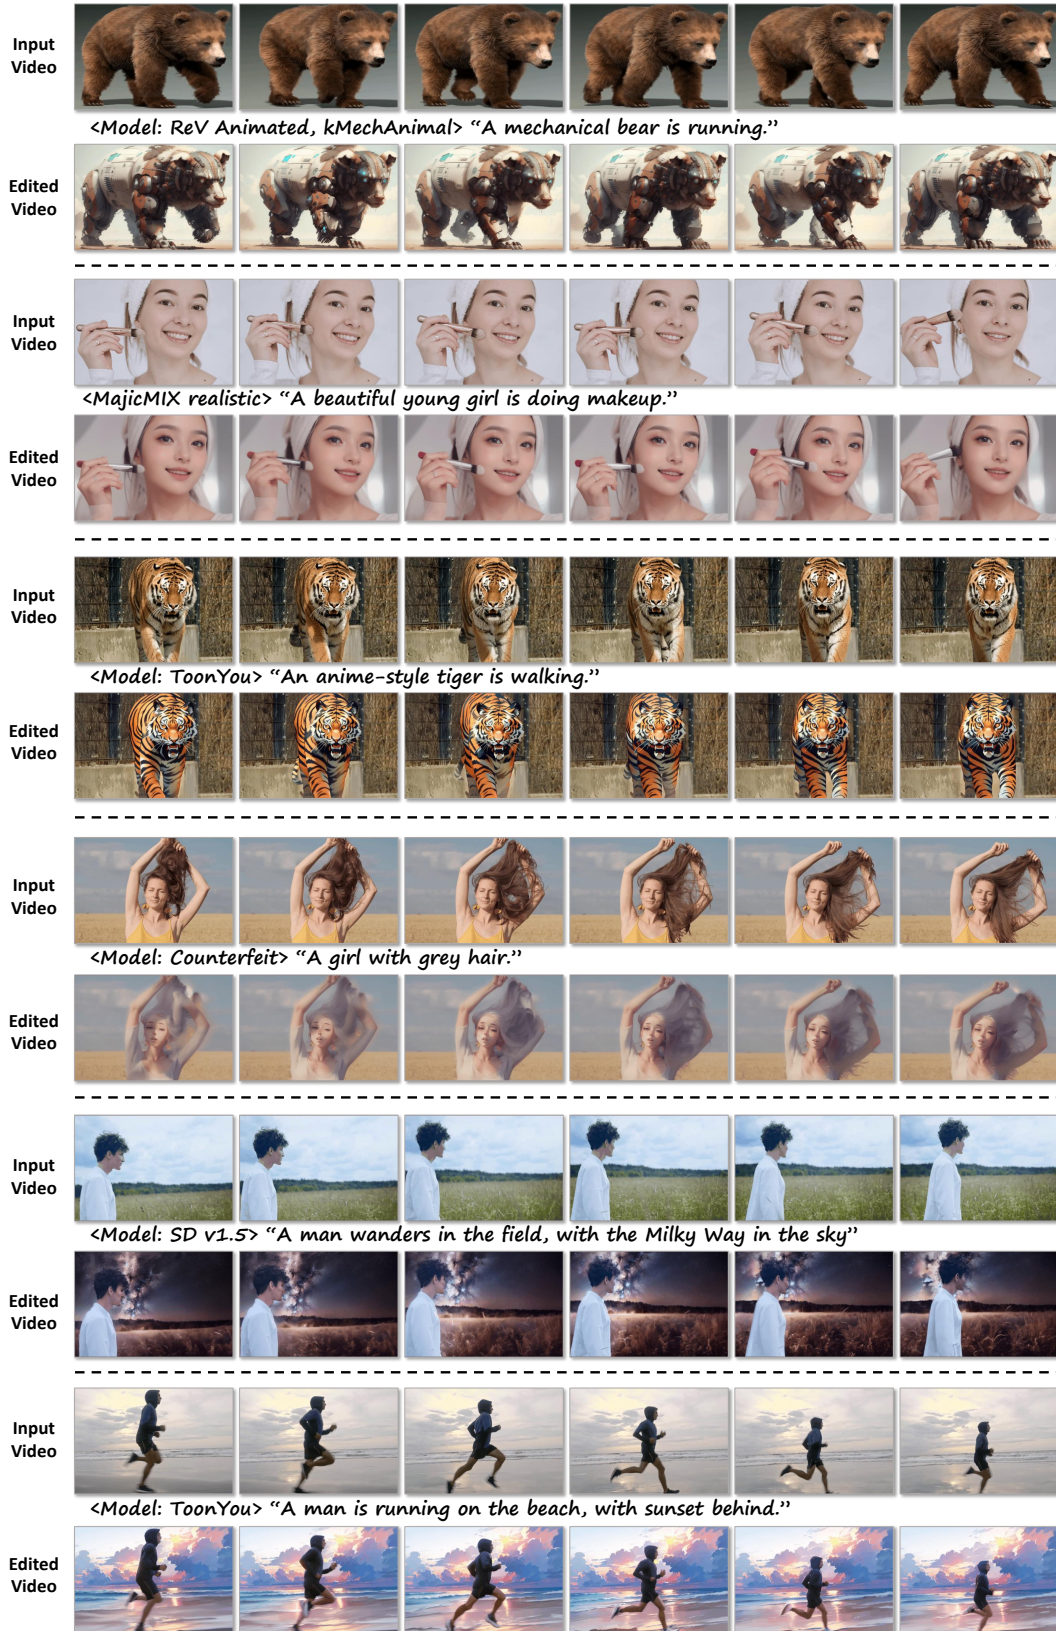 Input
Video
<Model: ReV Animated, kMechAnimal> “A mechanical bear is running.”
Edited
Video
Input
Video
<MajicMIX realistic> “A beautiful young girl is doing makeup.”
Edited
Video
Input
Video
<Model: ToonYou> “An anime-style tiger is walking.”
Edited
Video
Input
Video
<Model: Counterfeit> “A girl with grey hair.”
Edited
Video
Input
Video
<Model: SD v1.5> “A man wanders in the field, with the Milky Way in the sky”
Edited
Video
Input
Video
<Model: ToonYou> “A man is running on the beach, with sunset behind.”
Edited
Video